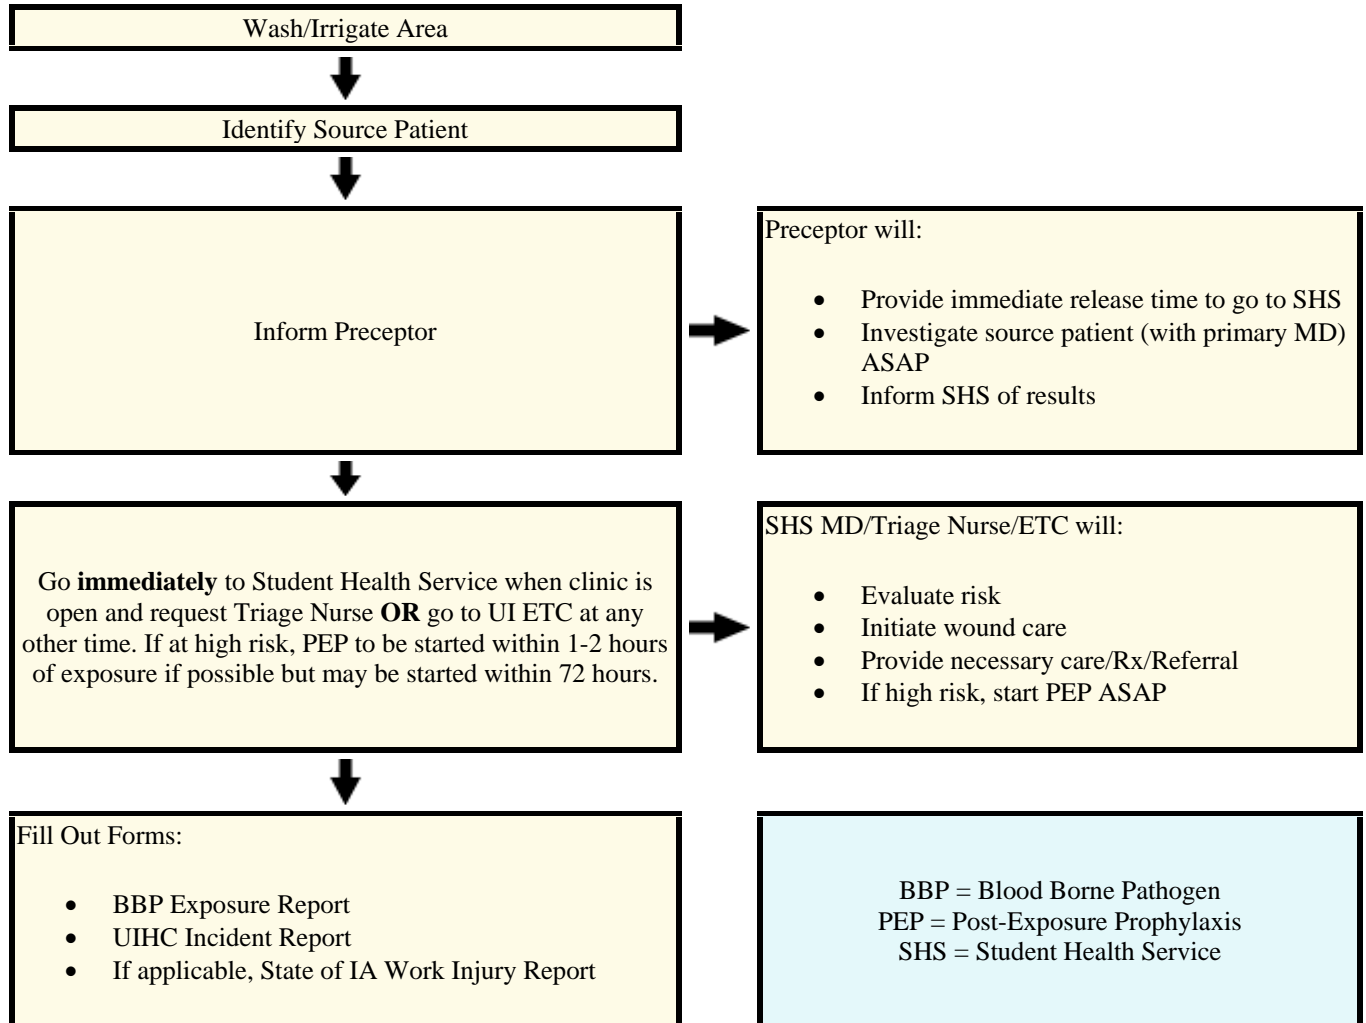 Wash/Irrigate Area
Identify Source Patient
Inform Preceptor
Preceptor will:
• Provide immediate release time to go to SHS
• Investigate source patient (with primary MD)
ASAP
• Inform SHS of results
Go immediately to Student Health Service when clinic is
open and request Triage Nurse OR go to UI ETC at any
other time. If at high risk, PEP to be started within 1-2 hours
of exposure if possible but may be started within 72 hours.
SHS MD/Triage Nurse/ETC will:
• Evaluate risk
• Initiate wound care
• Provide necessary care/Rx/Referral
• If high risk, start PEP ASAP
Fill Out Forms:
• BBP Exposure Report
• UIHC Incident Report
• If applicable, State of IA Work Injury Report
BBP = Blood Borne Pathogen
PEP = Post-Exposure Prophylaxis
SHS = Student Health Service